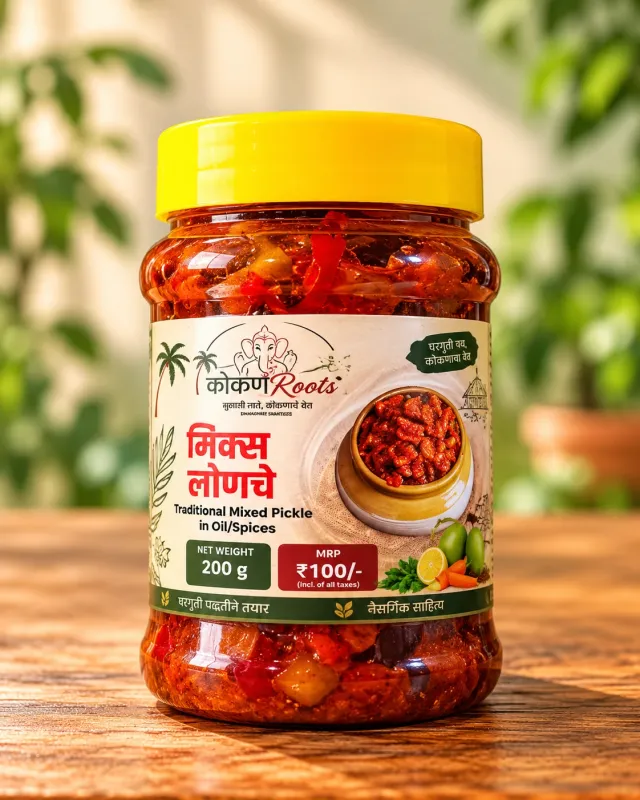 घरगुती चव,
कोकणाचा बेत
कोकण Roots
मुळाशी नाते, कोकणाचे बेत
मिक्स
लोणचे
Traditional Mixed Pickle
in Oil/Spices
NET WEIGHT
200 g
MRP
₹100/-
(incl. of all taxes)
घरगुती पद्धतीने तयार
नैसर्गिक साहित्य